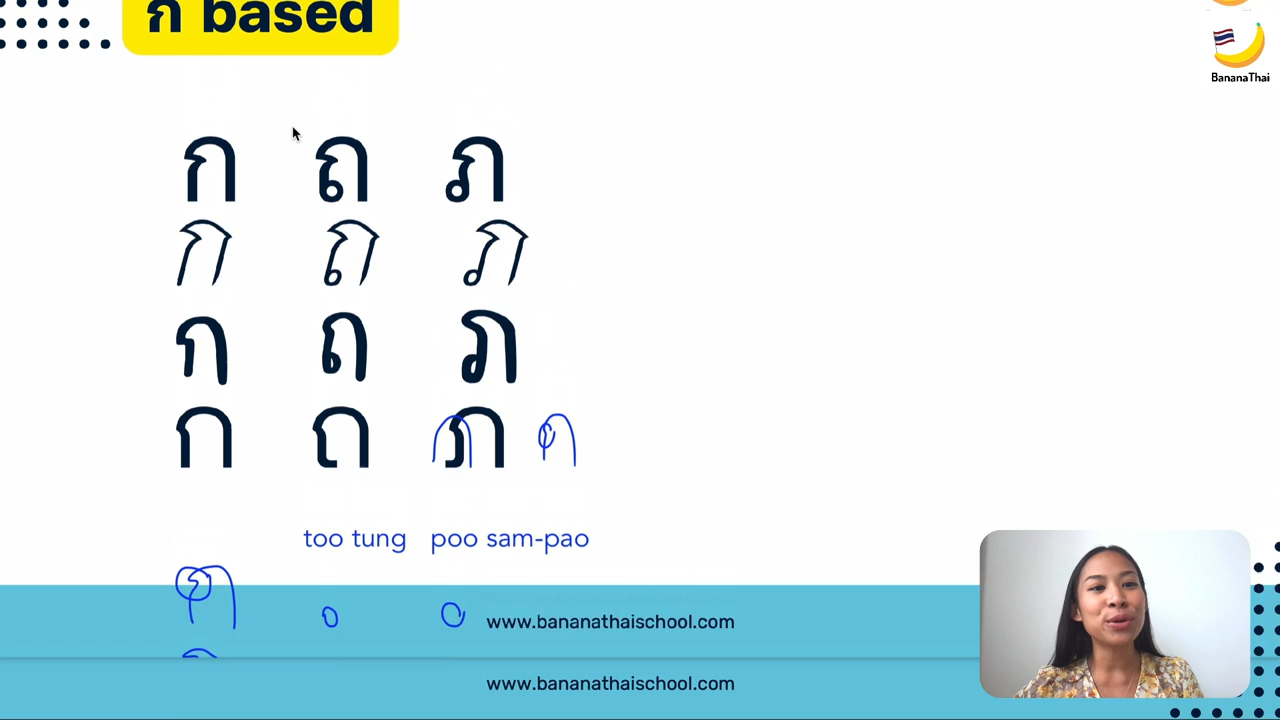 ก based
BananaThai
ก ถ ภ
ก ถ ภ
ก ถ ภ
ก ถ ภ
too tung poo sam-pao
www.bananathaischool.com
www.bananathaischool.com